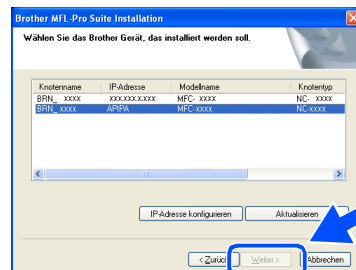 Brother MFL-Pro Suite Installation
Wählen Sie das Brother Gerät, das installiert werden soll.
Knotenname IP-Adresse Modellname Knotentyp
BRN_ xxxx xxx.xxx.x.xxx MFC- xxxx NC- xxxx
BRN_ xxxx APIPA MFC-xxxx NC-xxxx
IP-Adresse konfigurieren Aktualisieren
< Zurück Weiter > Abbrechen